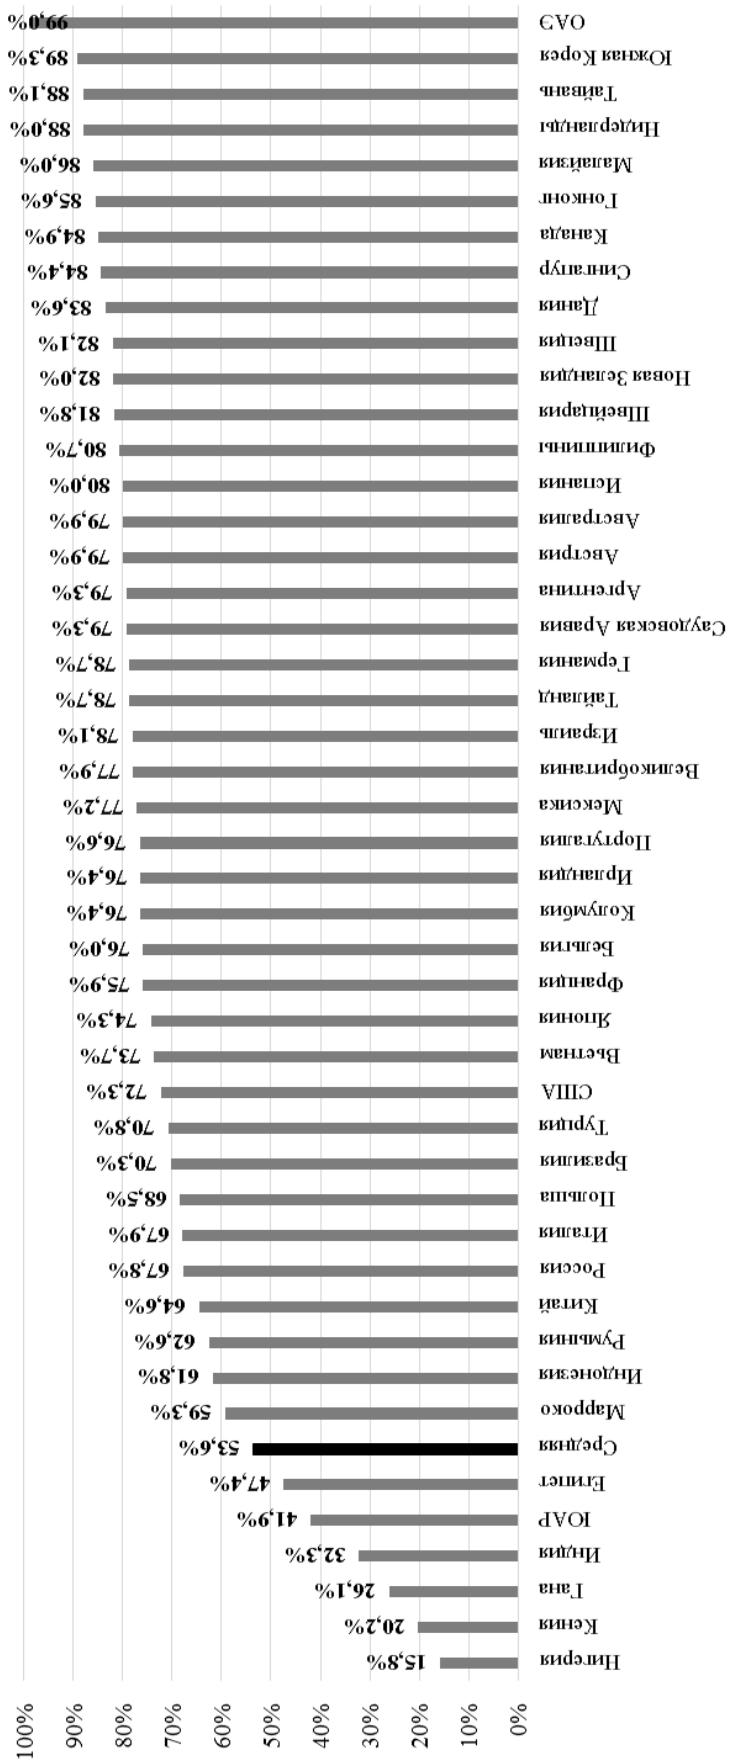 0% 10% 20% 30% 40% 50% 60% 70% 80% 90% 100%
Нигерия 15,8%
Кения 20,2%
Гана 26,1%
Индия 32,3%
ЮАР 41,9%
Египет 47,4%
Средняя 53,6%
Марроко 59,3%
Индонезия 61,8%
Румыния 62,6%
Китай 64,6%
Россия 67,8%
Италия 67,9%
Польша 68,5%
Бразилия 70,3%
Турция 70,8%
США 72,3%
Вьетнам 73,7%
Япония 74,3%
Франция 75,9%
Бельгия 76,0%
Колумбия 76,4%
Ирландия 76,4%
Португалия 76,6%
Мексика 77,2%
Великобритания 77,9%
Израиль 78,1%
Тайланд 78,7%
Германия 78,7%
Саудовская Аравия 79,3%
Аргентина 79,3%
Австрия 79,9%
Австралия 79,9%
Испания 80,0%
Филиппины 80,7%
Швейцария 81,8%
Новая Зеландия 82,0%
Швеция 82,1%
Дания 83,6%
Сингапур 84,4%
Канада 84,9%
Гонконг 85,6%
Малайзия 86,0%
Нидерланды 88,0%
Тайвань 88,1%
Южная Корея 89,3%
ОАЭ 99,0%